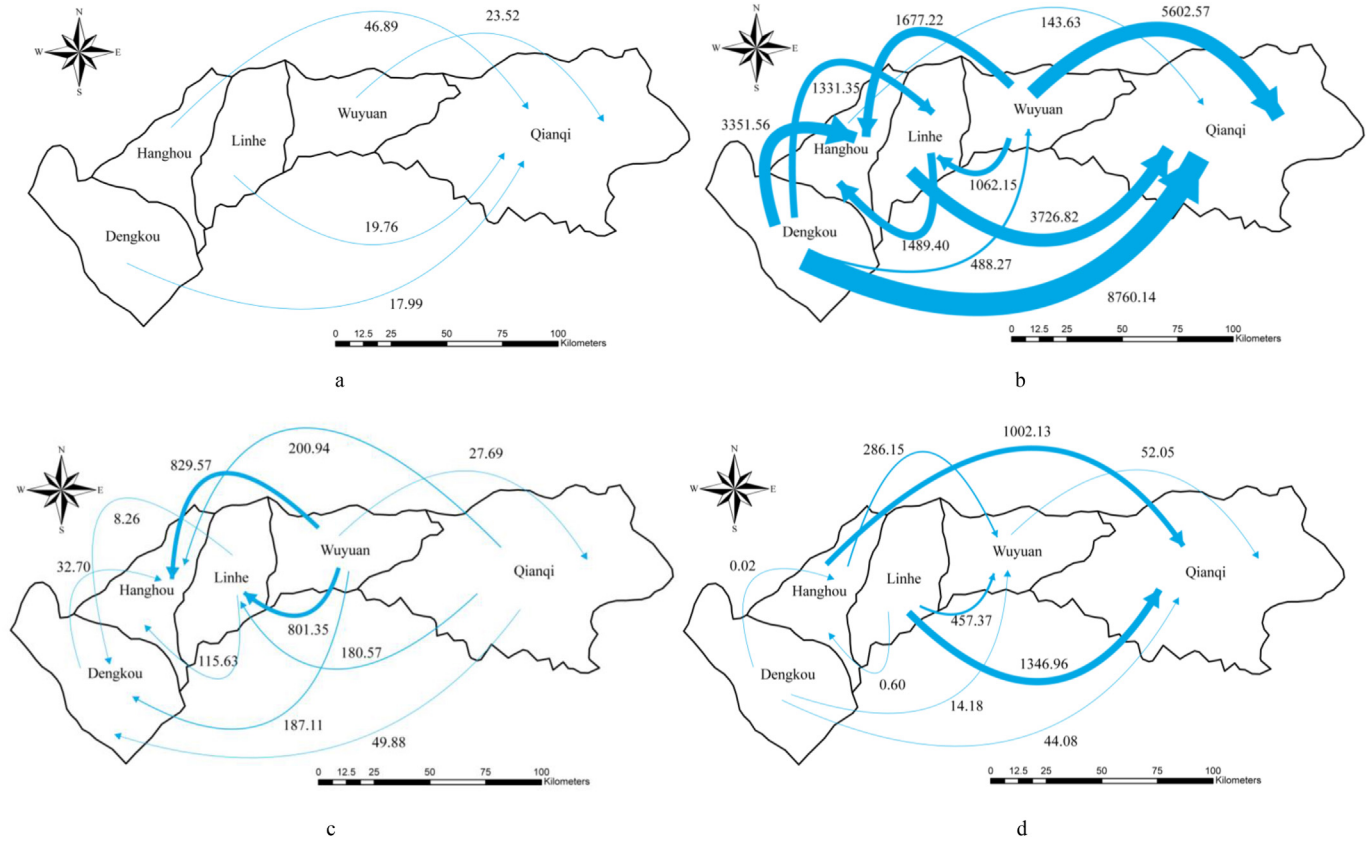 N
W E
S
46.89
23.52
Wuyuan
Linhe
Qianqi
Hanghou
Dengkou
19.76
17.99
0 12.5 25 50 75 100
Kilometers
a
N
W E
S
1677.22
143.63
5602.57
1331.35
3351.56
Wuyuan
Linhe
Qianqi
Hanghou
1062.15
Dengkou
3726.82
1489.40
488.27
8760.14
0 12.5 25 50 75 100
Kilometers
b
N
W E
S
200.94
27.69
829.57
8.26
Wuyuan
32.70
Linhe
Qianqi
Hanghou
801.35
180.57
115.63
Dengkou
187.11
49.88
0 12.5 25 50 75 100
Kilometers
c
N
W E
S
1002.13
286.15
52.05
Wuyuan
0.02
Linhe
Qianqi
Hanghou
457.37
1346.96
Dengkou
0.60
14.18
44.08
0 12.5 25 50 75 100
Kilometers
d